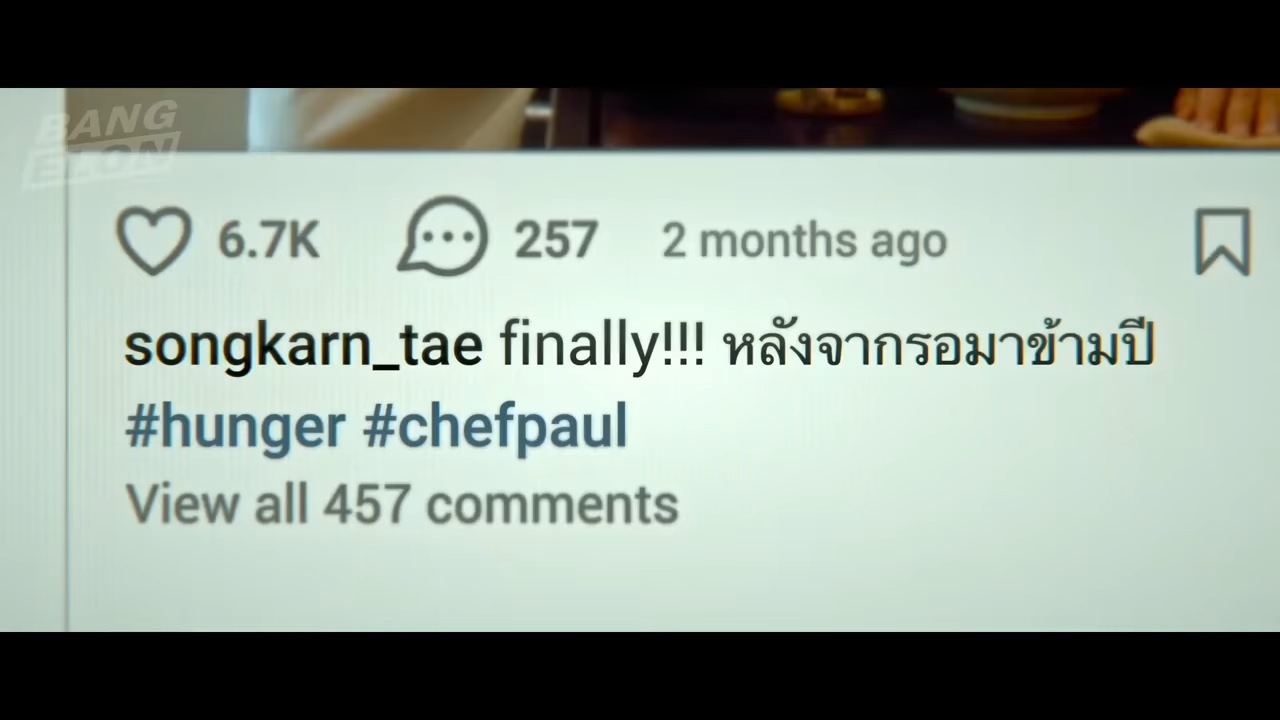 BANG
6.7K 257 2 months ago
songkarn_tae finally!!! หลังจากรอมาข้ามปี
#hunger #chefpaul
View all 457 comments